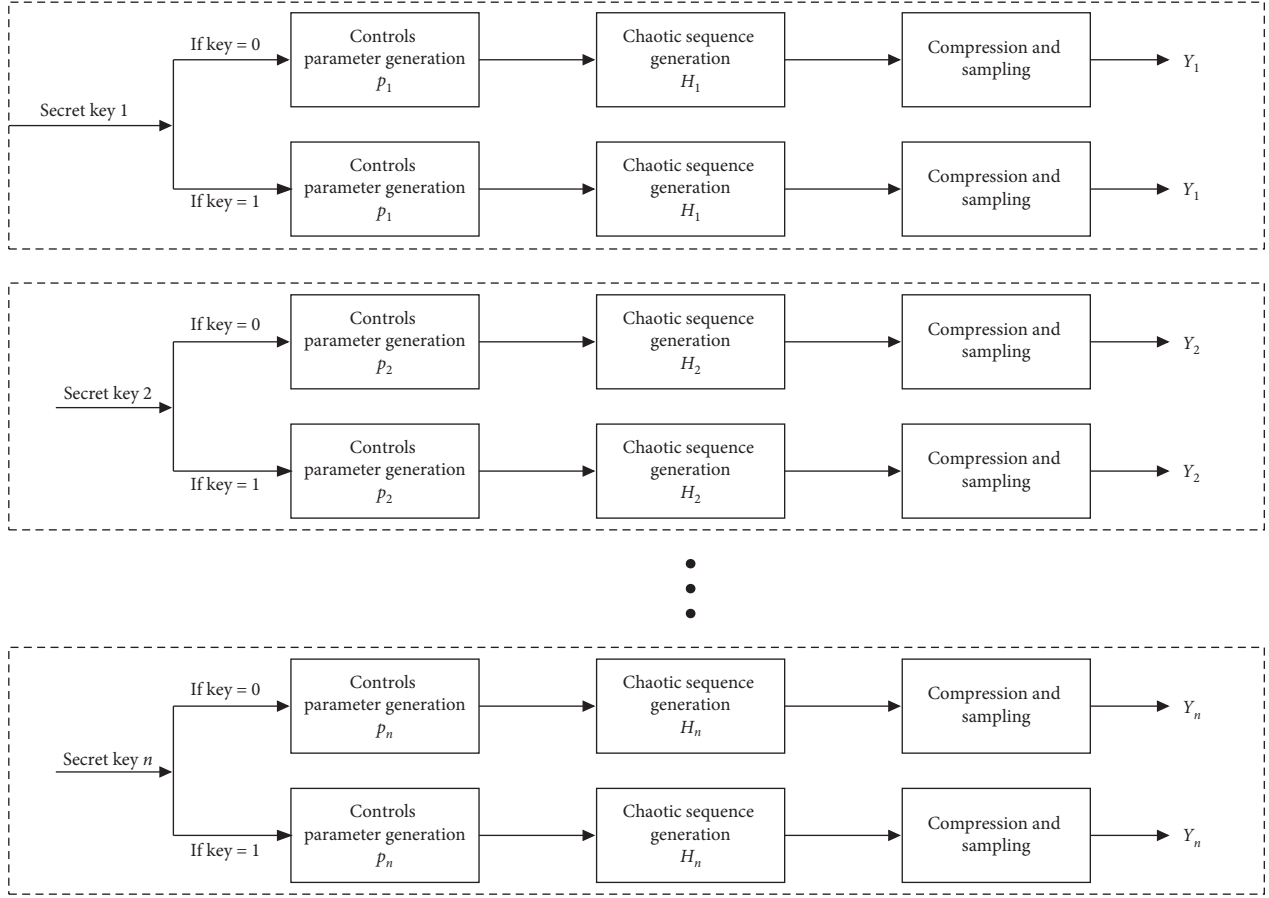 If key = 0
Controls
parameter generation
p1
Chaotic sequence
generation
H1
Compression and
sampling
Y1
Secret key 1
If key = 1
Controls
parameter generation
p1
Chaotic sequence
generation
H1
Compression and
sampling
Y1
If key = 0
Controls
parameter generation
p2
Chaotic sequence
generation
H2
Compression and
sampling
Y2
Secret key 2
If key = 1
Controls
parameter generation
p2
Chaotic sequence
generation
H2
Compression and
sampling
Y2
If key = 0
Controls
parameter generation
pn
Chaotic sequence
generation
Hn
Compression and
sampling
Yn
Secret key n
If key = 1
Controls
parameter generation
pn
Chaotic sequence
generation
Hn
Compression and
sampling
Yn